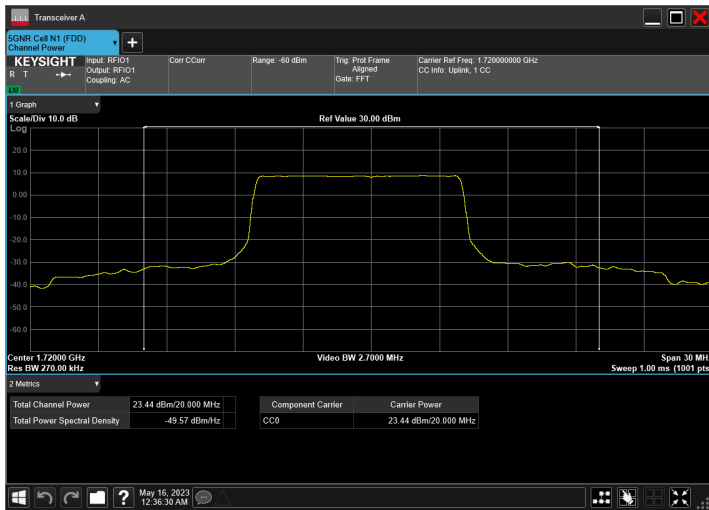 Transceiver A
5GNR Cell N1 (FDD)
Channel Power
KEYSIGHT
R T
LXI
Input: RFIO1
Output: RFIO1
Coupling: AC
Corr CCorr
Range: -60 dBm
Trig: Prot Frame
Aligned
Gate: FFT
Carrier Ref Freq: 1.720000000 GHz
CC Info: Uplink, 1 CC
1 Graph
Scale/Div 10.0 dB
Ref Value 30.00 dBm
Log
20.0
10.0
0.00
-10.0
-20.0
-30.0
-40.0
-50.0
-60.0
Center 1.72000 GHz
Video BW 2.7000 MHz
Span 30 MH
Res BW 270.00 kHz
Sweep 1.00 ms (1001 pts
2 Metrics
Total Channel Power 23.44 dBm/20.000 MHz
Total Power Spectral Density -49.57 dBm/Hz
Component Carrier Carrier Power
CC0 23.44 dBm/20.000 MHz
?
May 16, 2023
12:36:30 AM